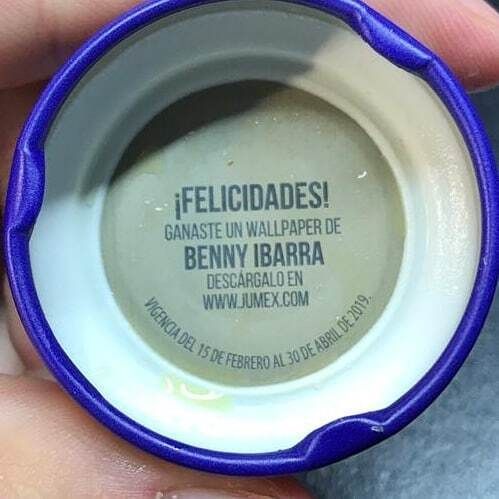 ¡FELICIDADES!
GANASTE UN WALLPAPER DE
BENNY IBARRA
DESCÁRGALO EN
WWW.JUMEX.COM
VIGENCIA DEL 15 DE FEBRERO AL 30 DE ABRIL DE 2019.